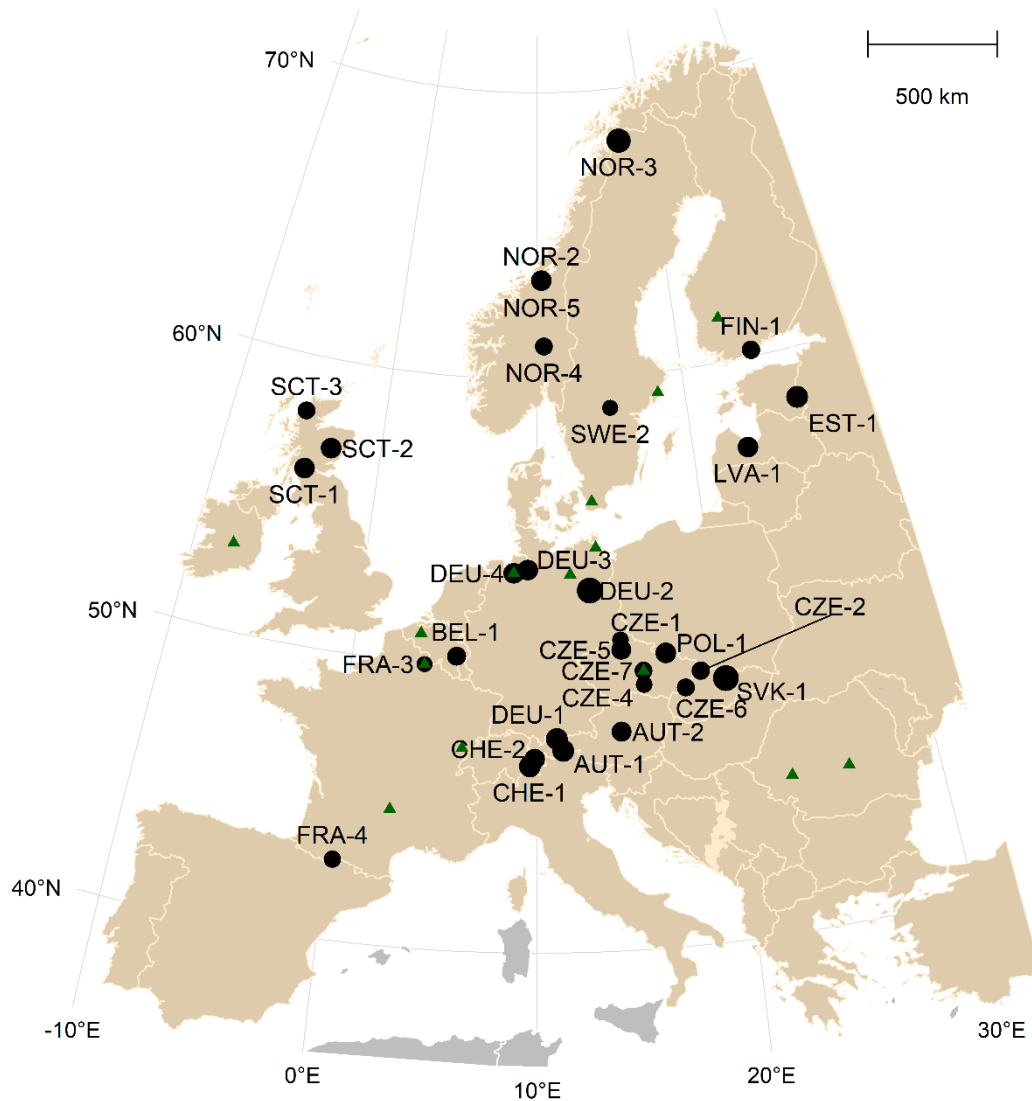 70°N
500 km
NOR-3
NOR-2
NOR-5
60°N
FIN-1
NOR-4
SCT-3
EST-1
SWE-2
SCT-2
LVA-1
SCT-1
DEU-3
DEU-4
DEU-2
CZE-2
50°N
CZE-1
BEL-1
POL-1
CZE-5
FRA-3
CZE-7
SVK-1
CZE-4
CZE-6
DEU-1
AUT-2
CHE-2
AUT-1
CHE-1
FRA-4
40°N
-10°E
30°E
0°E
20°E
10°E